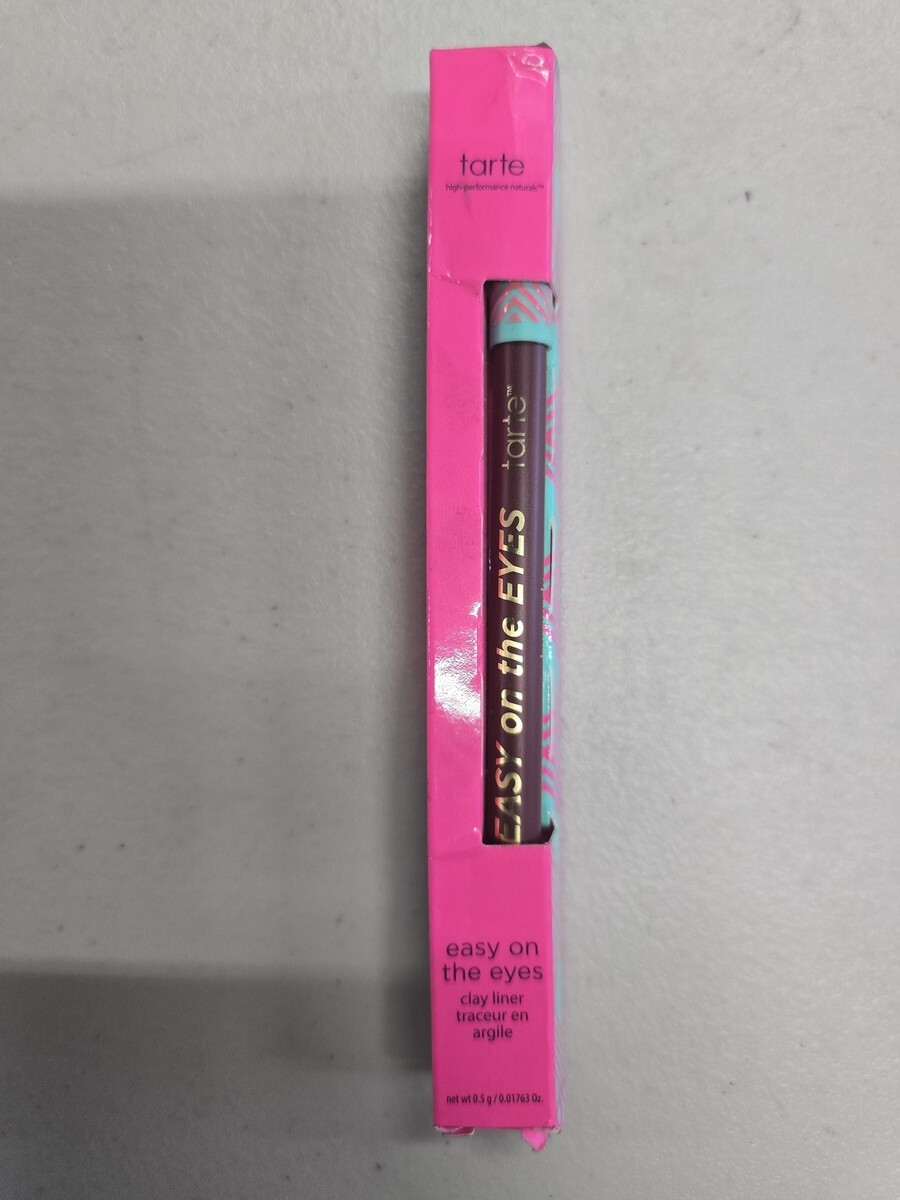 tarte
high-performance naturals™
EASY on the EYES tarte™
easy on
the eyes
clay liner
traceur en
argile
net wt 0.5 g / 0.01763 Oz.